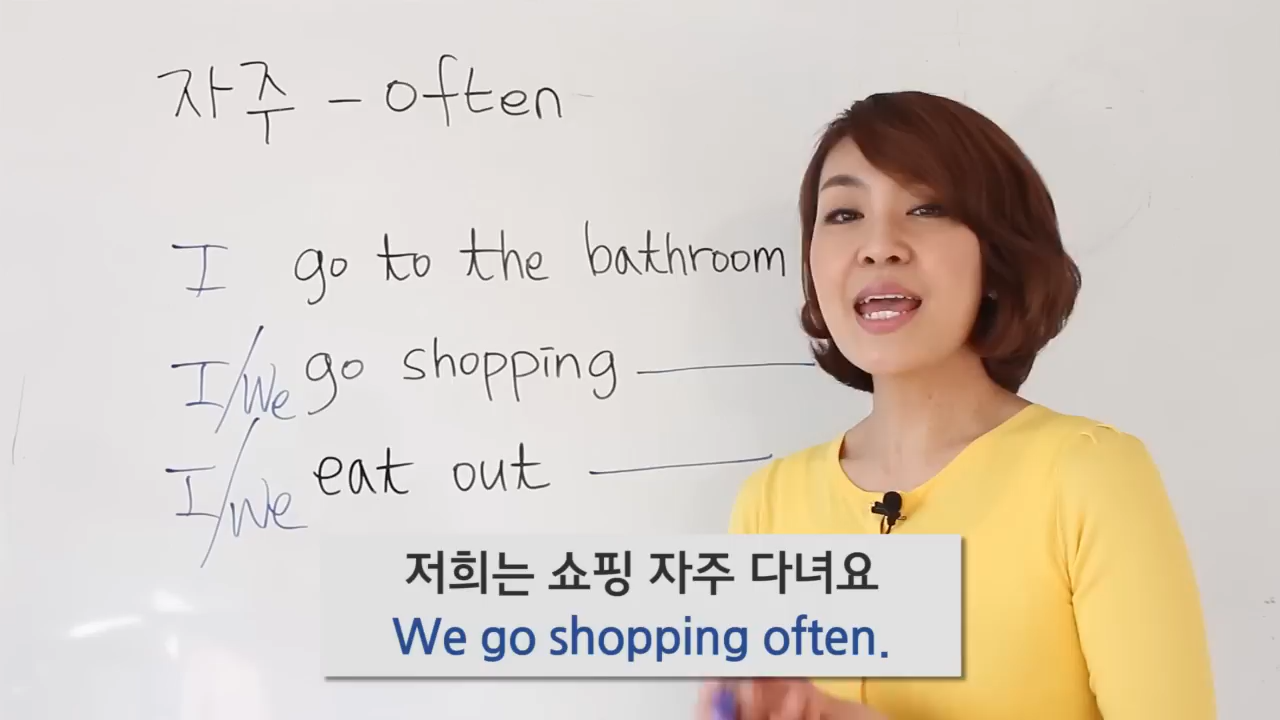 자주 - often
I go to the bathroom
I/We go shopping
I/We eat out
저희는 쇼핑 자주 다녀요
We go shopping often.